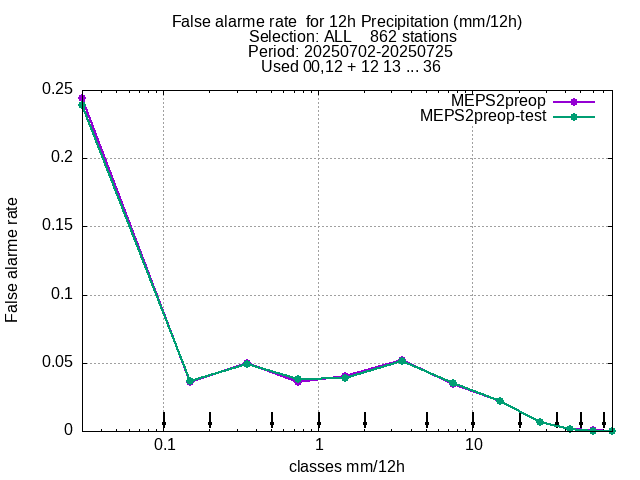 False alarme rate  for 12h Precipitation (mm/12h)
Selection: ALL    862 stations
Period: 20250702-20250725
Used 00,12 + 12 13 ... 36
MEPS2preop
MEPS2preop-test
0.25
0.2
0.15
0.1
0.05
0
False alarme rate
0.1
1
10
classes mm/12h